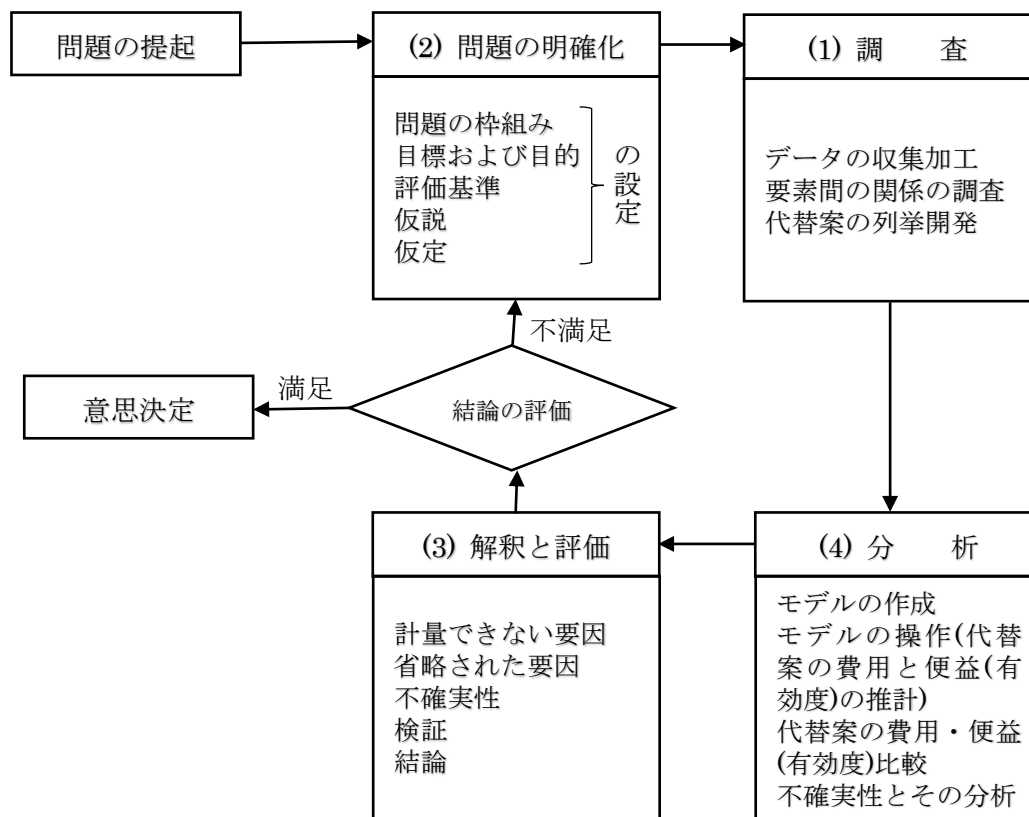 問題の提起
(2) 問題の明確化
問題の枠組み
目標および目的
評価基準
仮説
仮定
の設定
(1) 調　　査
データの収集加工
要素間の関係の調査
代替案の列挙開発
不満足
満足
意思決定
結論の評価
(3) 解釈と評価
計量できない要因
省略された要因
不確実性
検証
結論
(4) 分　　析
モデルの作成
モデルの操作(代替
案の費用と便益(有
効度)の推計)
代替案の費用・便益
(有効度)比較
不確実性とその分析